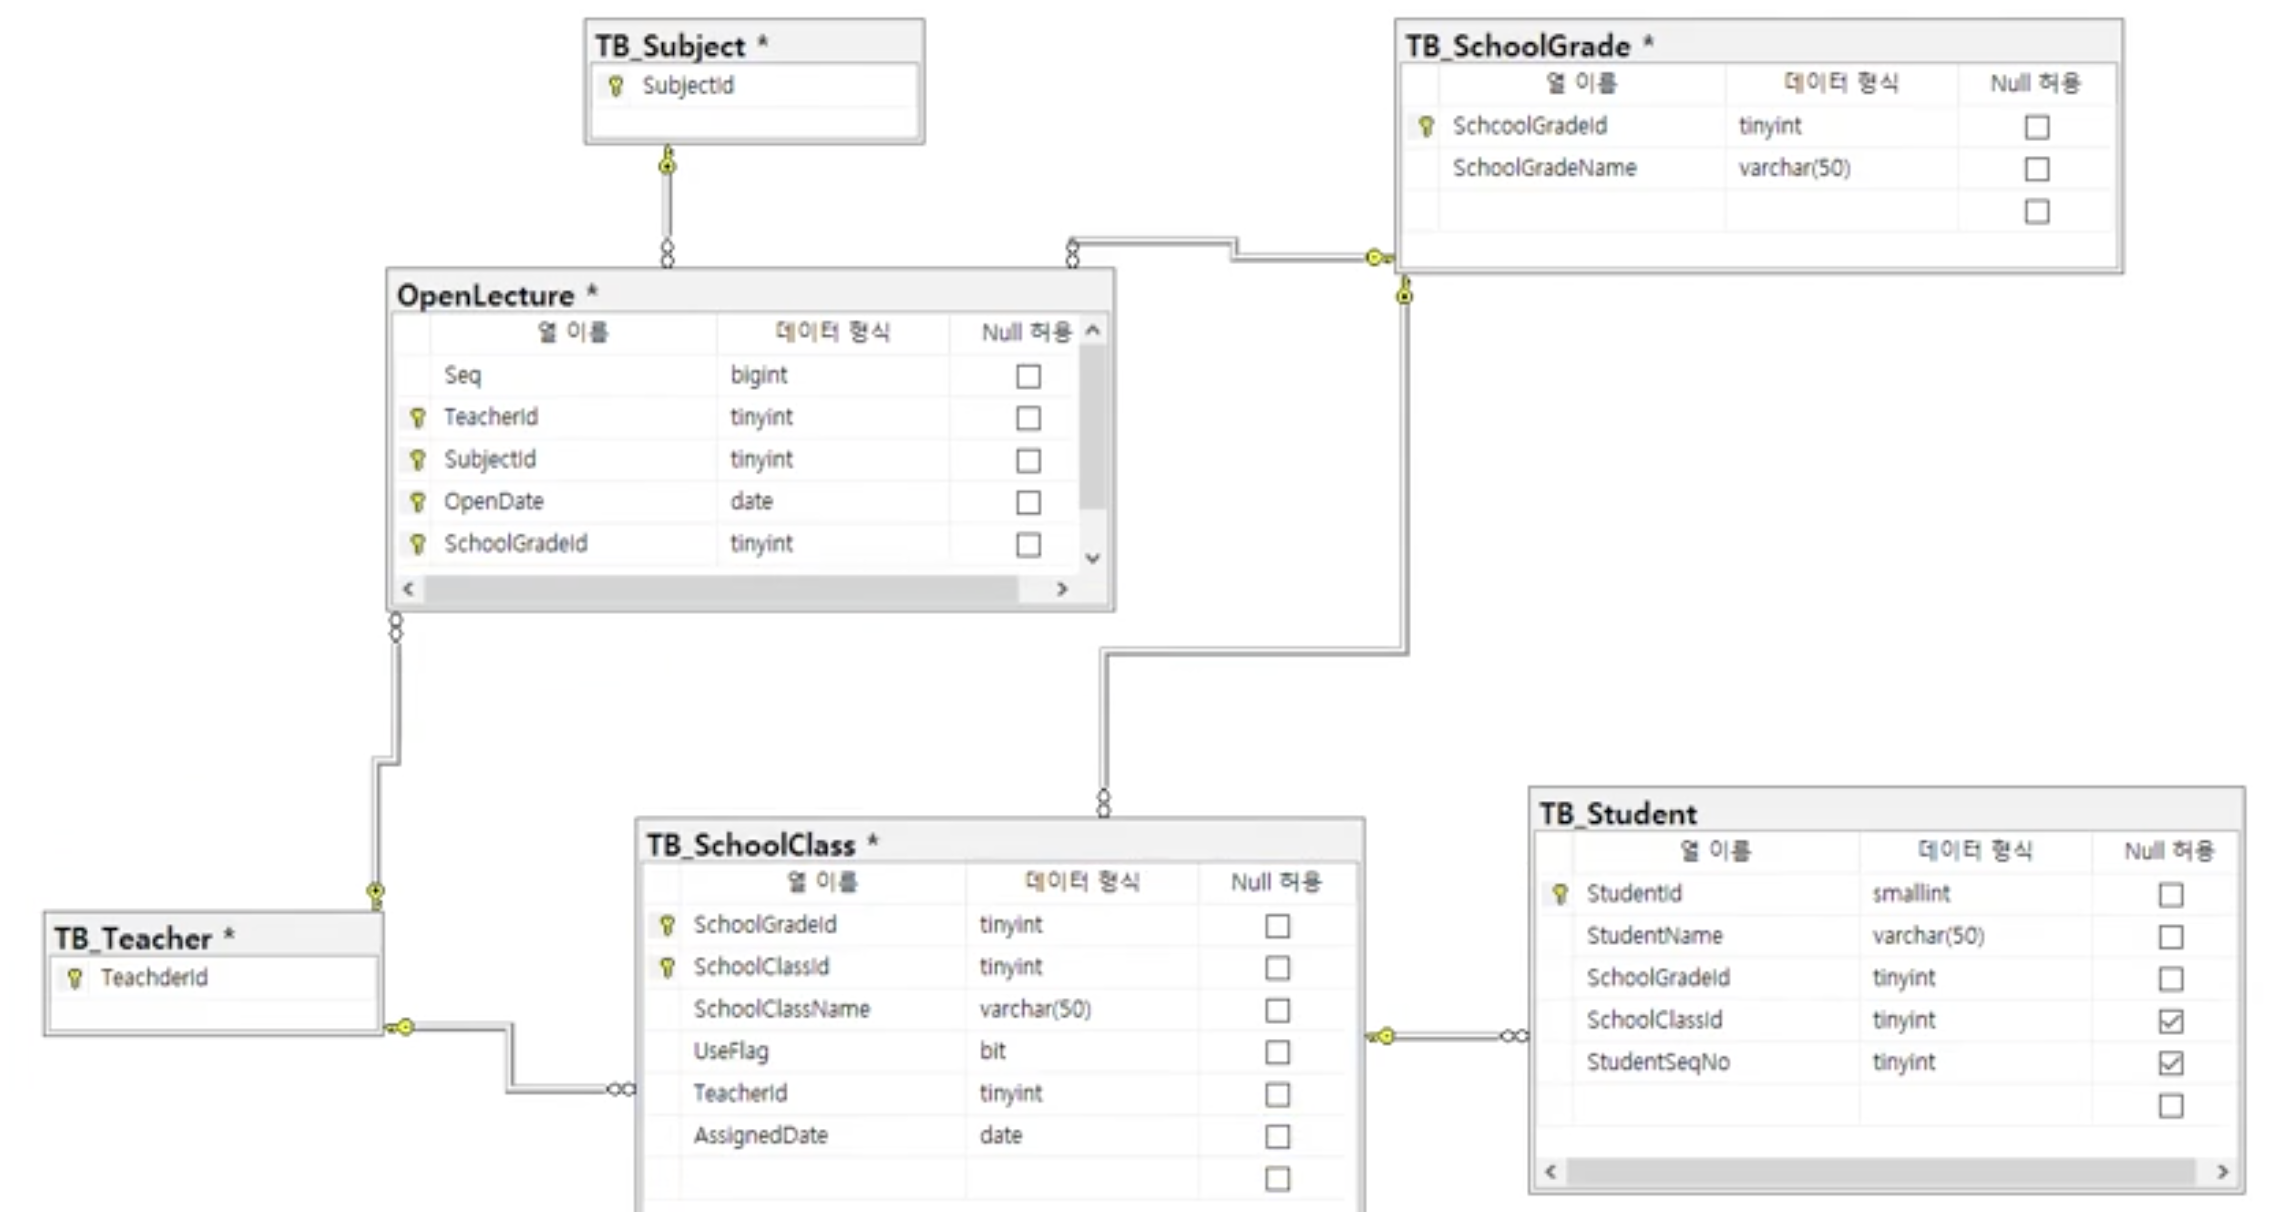 TB_Subject *
SubjectId
TB_SchoolGrade *
열 이름 데이터 형식 Null 허용
SchcoolGradeId tinyint
SchoolGradeName varchar(50)
OpenLecture *
열 이름 데이터 형식 Null 허용
Seq bigint
TeacherId tinyint
SubjectId tinyint
OpenDate date
SchoolGradeId tinyint
TB_Teacher *
TeachderId
TB_SchoolClass *
열 이름 데이터 형식 Null 허용
SchoolGradeId tinyint
SchoolClassId tinyint
SchoolClassName varchar(50)
UseFlag bit
TeacherId tinyint
AssignedDate date
TB_Student
열 이름 데이터 형식 Null 허용
StudentId smallint
StudentName varchar(50)
SchoolGradeId tinyint
SchoolClassId tinyint
StudentSeqNo tinyint